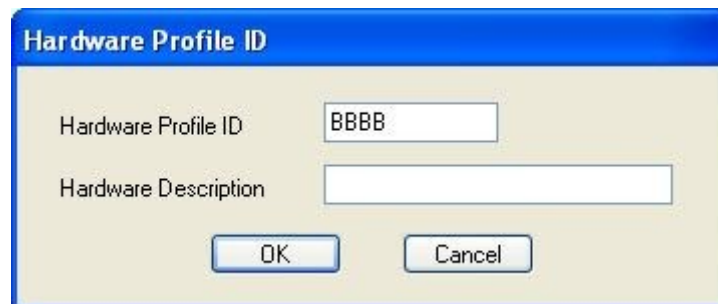 Hardware Profile ID
Hardware Profile ID BBBB
Hardware Description
OK Cancel